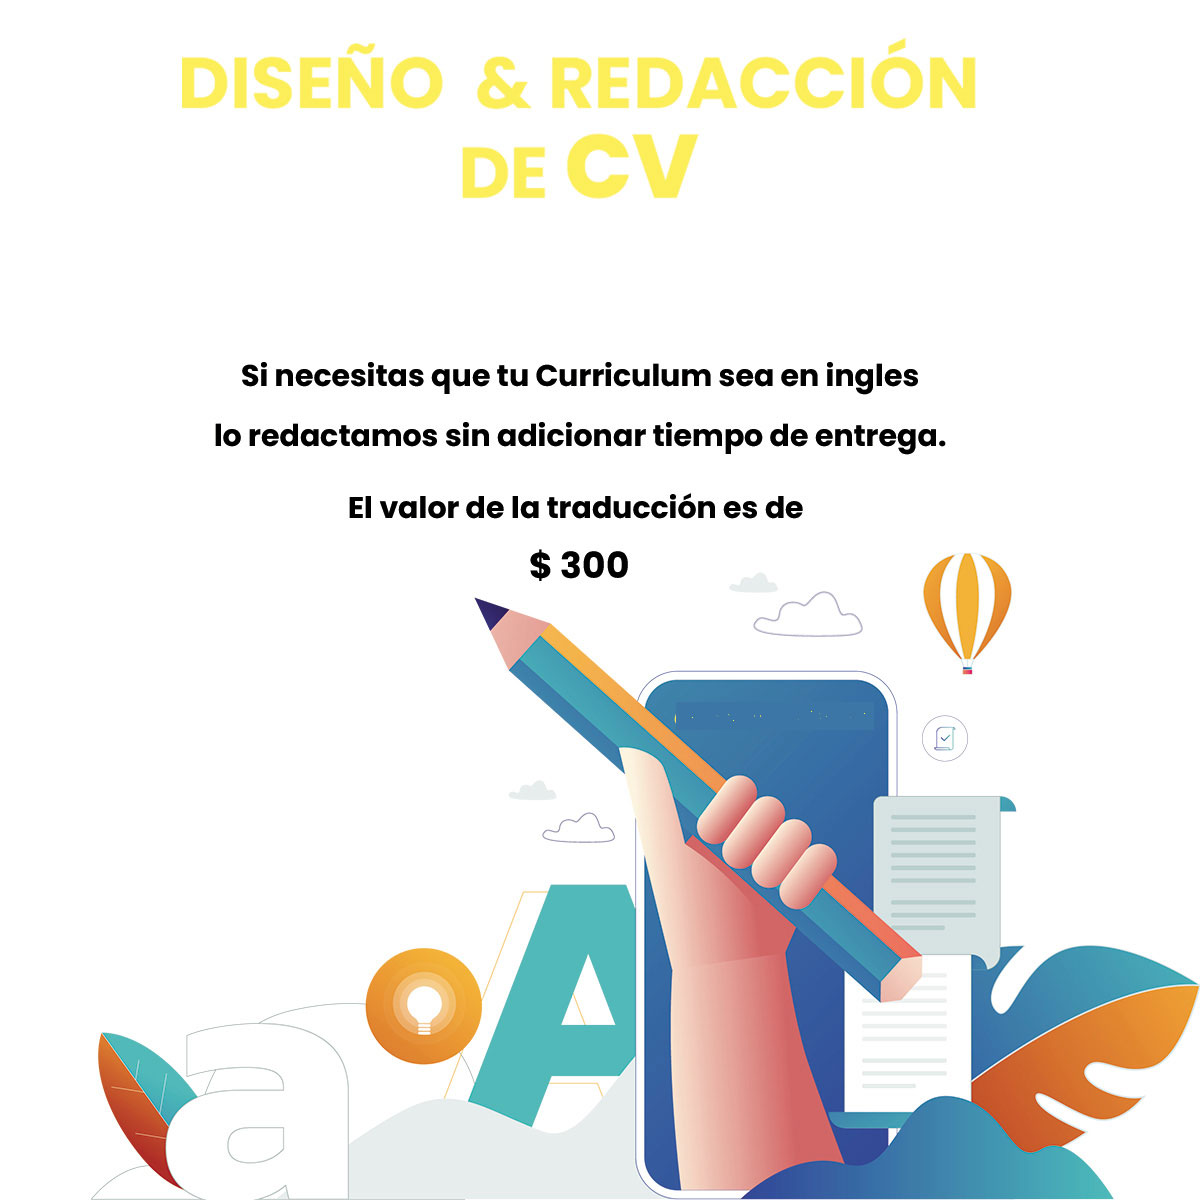 DISEÑO & REDACCIÓN
DE CV
Si necesitas que tu Curriculum sea en ingles
lo redactamos sin adicionar tiempo de entrega.
El valor de la traducción es de
$ 300
A
a